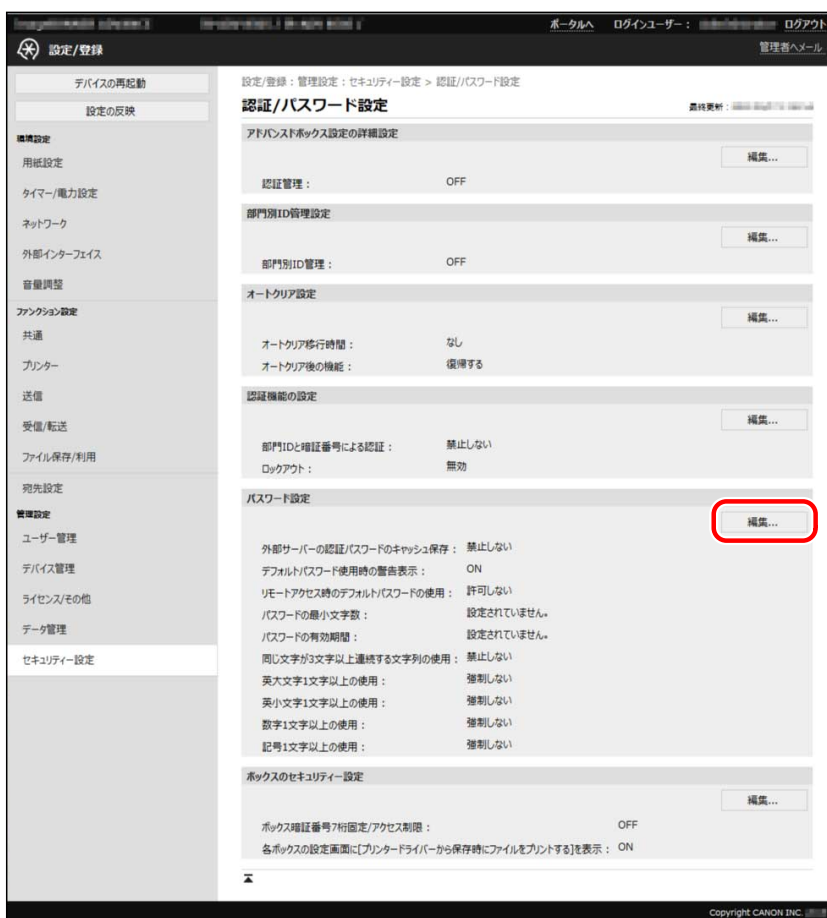 ポータルへ ログインユーザー： ログアウト
設定/登録 管理者へメール
デバイスの再起動
設定の反映
環境設定
用紙設定
タイマー/電力設定
ネットワーク
外部インターフェイス
音量調整
ファンクション設定
共通
プリンター
送信
受信/転送
ファイル保存/利用
宛先設定
管理設定
ユーザー管理
デバイス管理
ライセンス/その他
データ管理
セキュリティー設定
設定/登録：管理設定：セキュリティー設定 > 認証/パスワード設定
認証/パスワード設定 最終更新：
アドバンスドボックス設定の詳細設定
編集...
認証管理： OFF
部門別ID管理設定
編集...
部門別ID管理： OFF
オートクリア設定
編集...
オートクリア移行時間： なし
オートクリア後の機能： 復帰する
認証機能の設定
編集...
部門IDと暗証番号による認証： 禁止しない
ロックアウト： 無効
パスワード設定
編集...
外部サーバーの認証パスワードのキャッシュ保存： 禁止しない
デフォルトパスワード使用時の警告表示： ON
リモートアクセス時のデフォルトパスワードの使用： 許可しない
パスワードの最小文字数： 設定されていません。
パスワードの有効期間： 設定されていません。
同じ文字が3文字以上連続する文字列の使用： 禁止しない
英大文字1文字以上の使用： 強制しない
英小文字1文字以上の使用： 強制しない
数字1文字以上の使用： 強制しない
記号1文字以上の使用： 強制しない
ボックスのセキュリティー設定
編集...
ボックス暗証番号7桁固定/アクセス制限： OFF
各ボックスの設定画面に[プリンタードライバーから保存時にファイルをプリントする]を表示： ON
Copyright CANON INC.